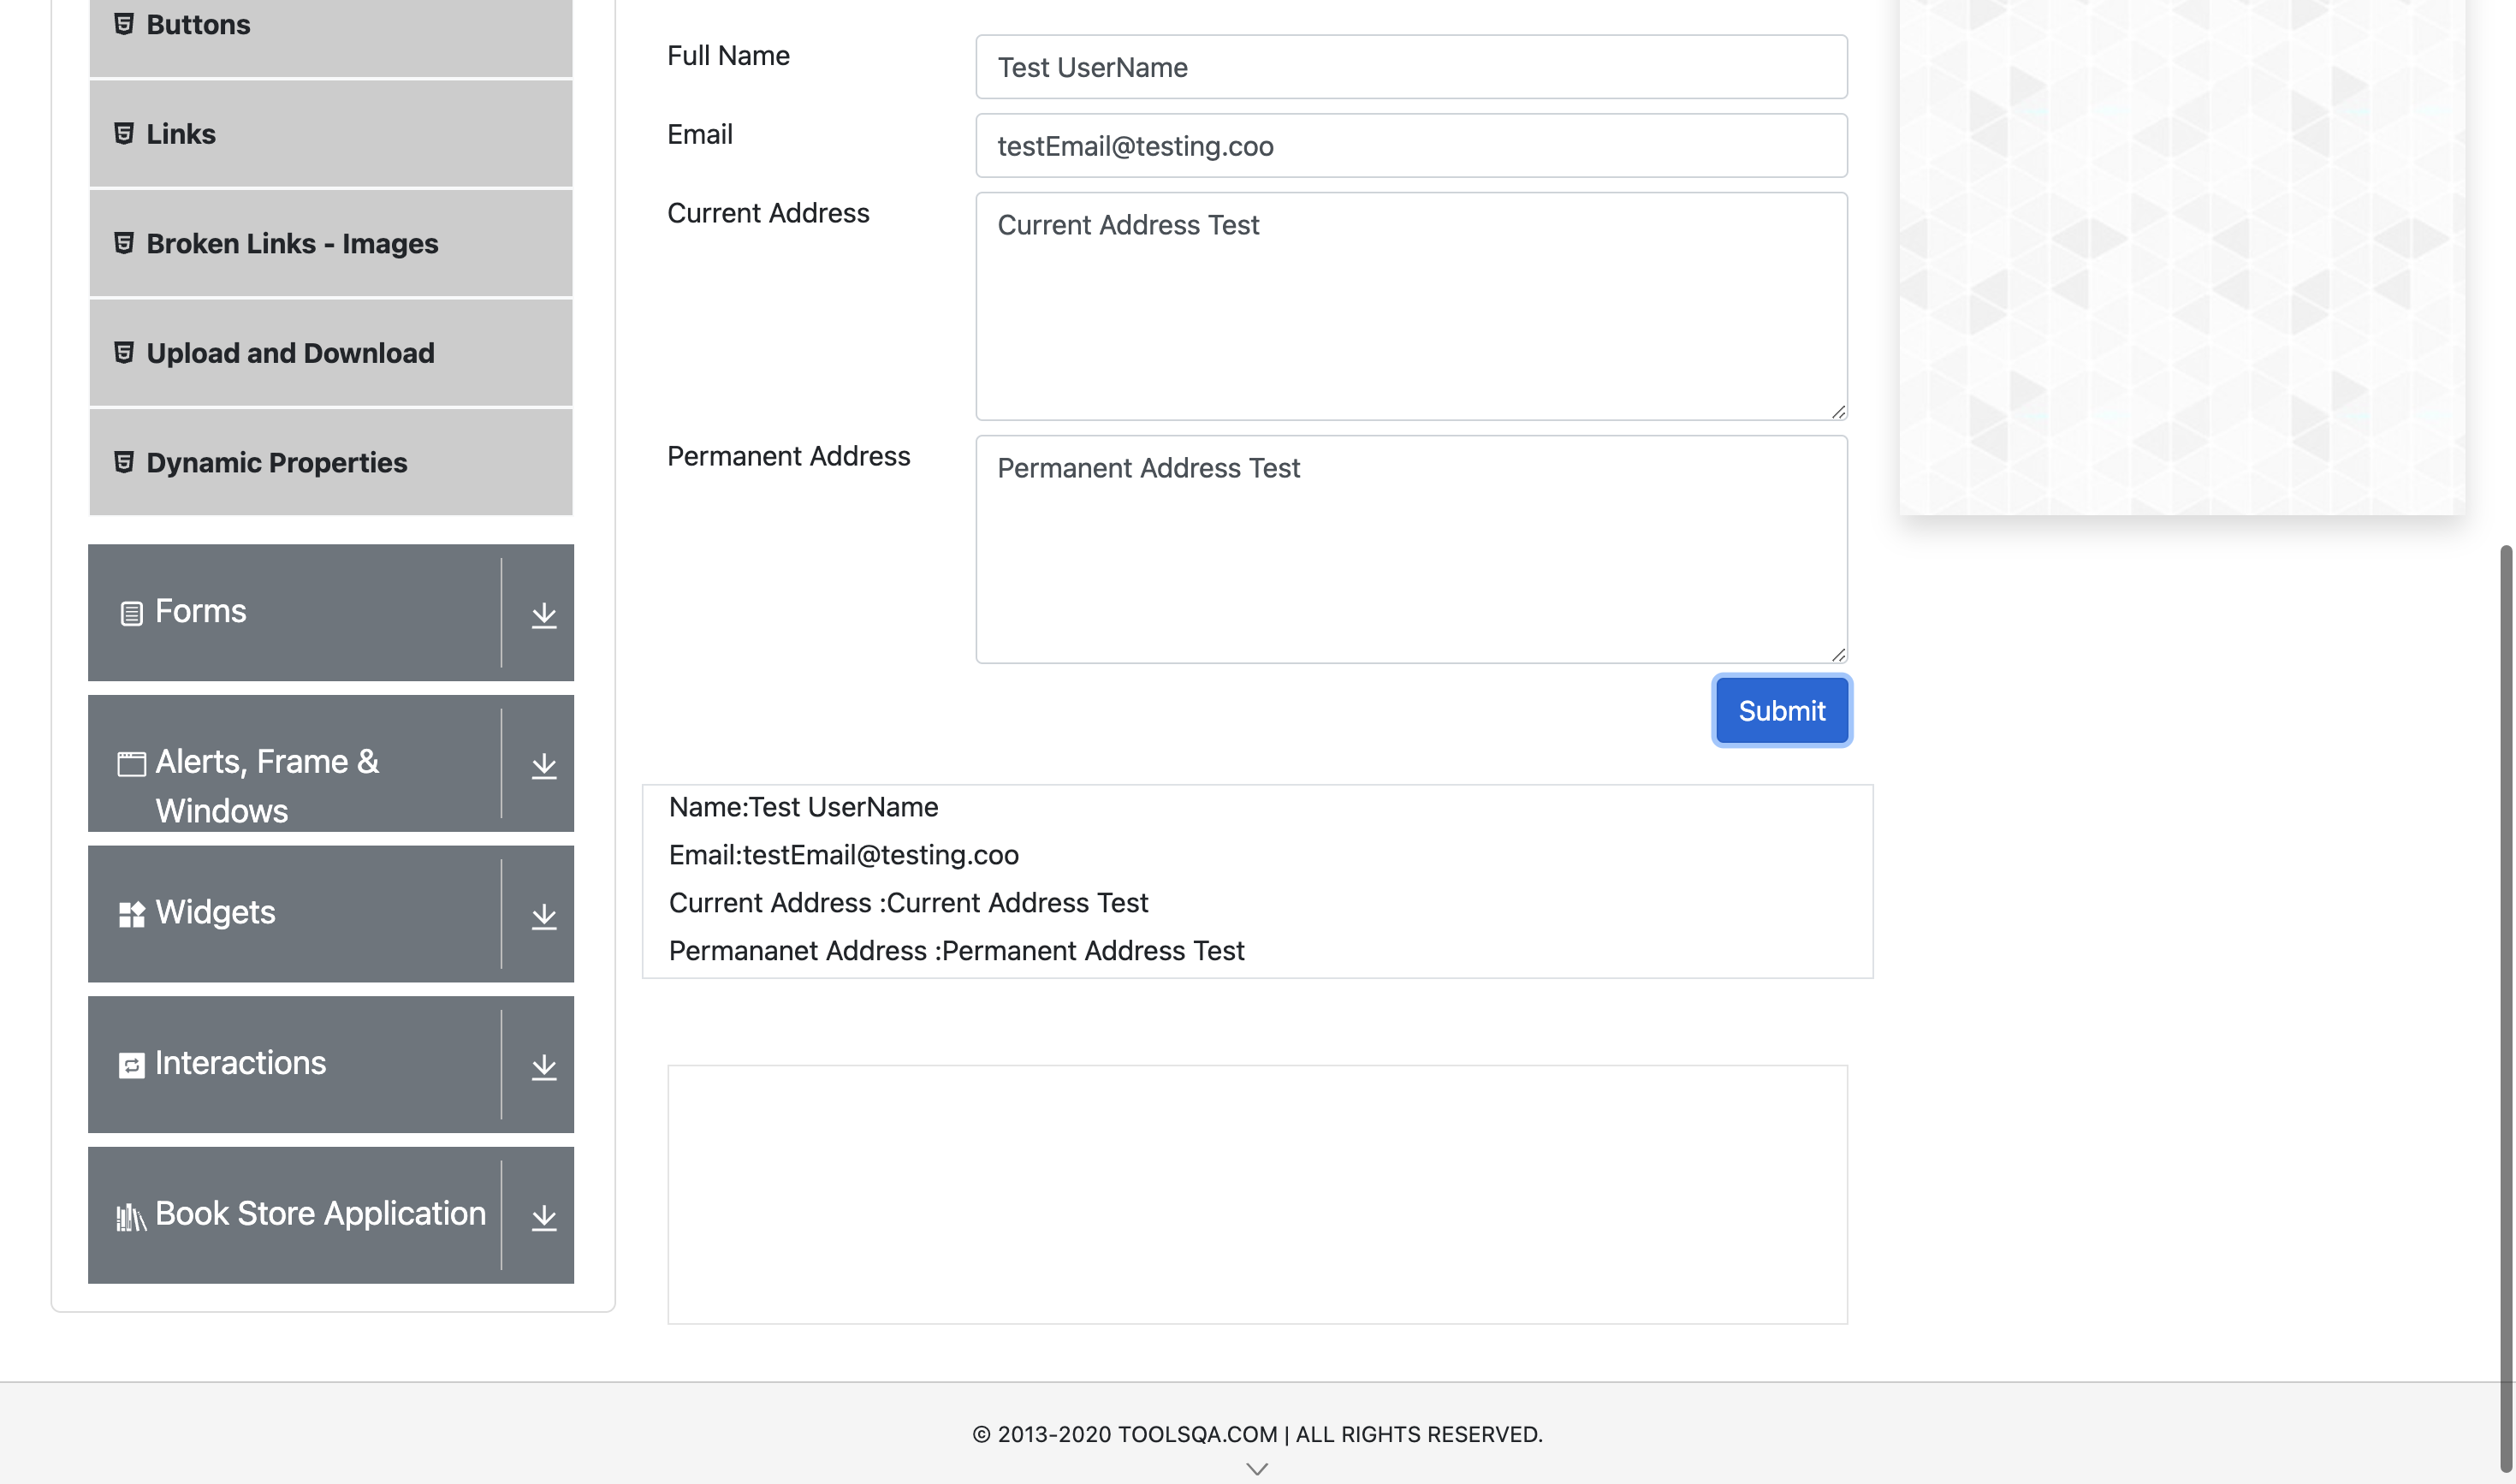 Buttons
Links
Broken Links - Images
Upload and Download
Dynamic Properties
Forms
Alerts, Frame &
Windows
Widgets
Interactions
Book Store Application
Full Name
Test UserName
Email
testEmail@testing.coo
Current Address
Current Address Test
Permanent Address
Permanent Address Test
Submit
Name:Test UserName
Email:testEmail@testing.coo
Current Address :Current Address Test
Permananet Address :Permanent Address Test
© 2013-2020 TOOLSQA.COM | ALL RIGHTS RESERVED.